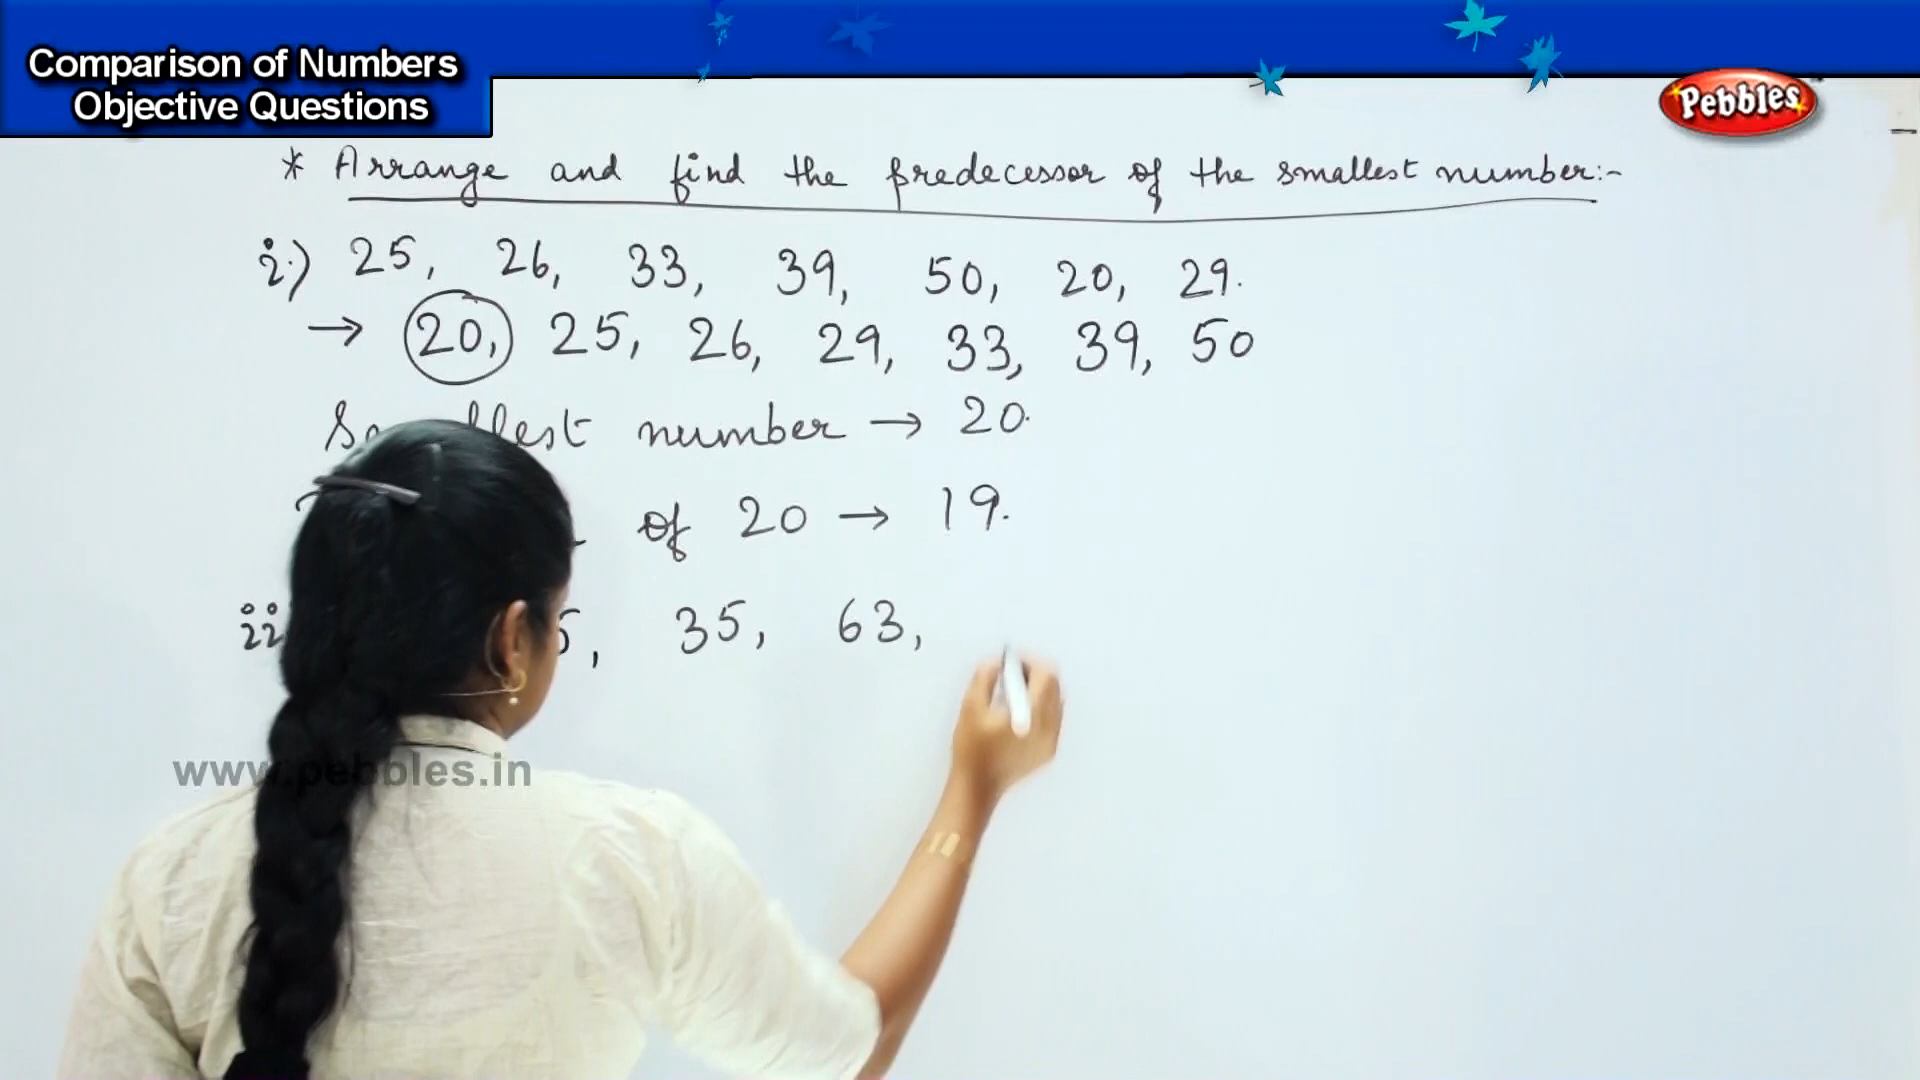 Comparison of Numbers
Objective Questions
Pebbles
* Arrange and find the predecessor of the smallest number:-
i) 25, 26, 33, 39, 50, 20, 29.
→ 20, 25, 26, 29, 33, 39, 50
number → 20.
of 20 → 19.
ii 5, 35, 63,
www.pebbles.in